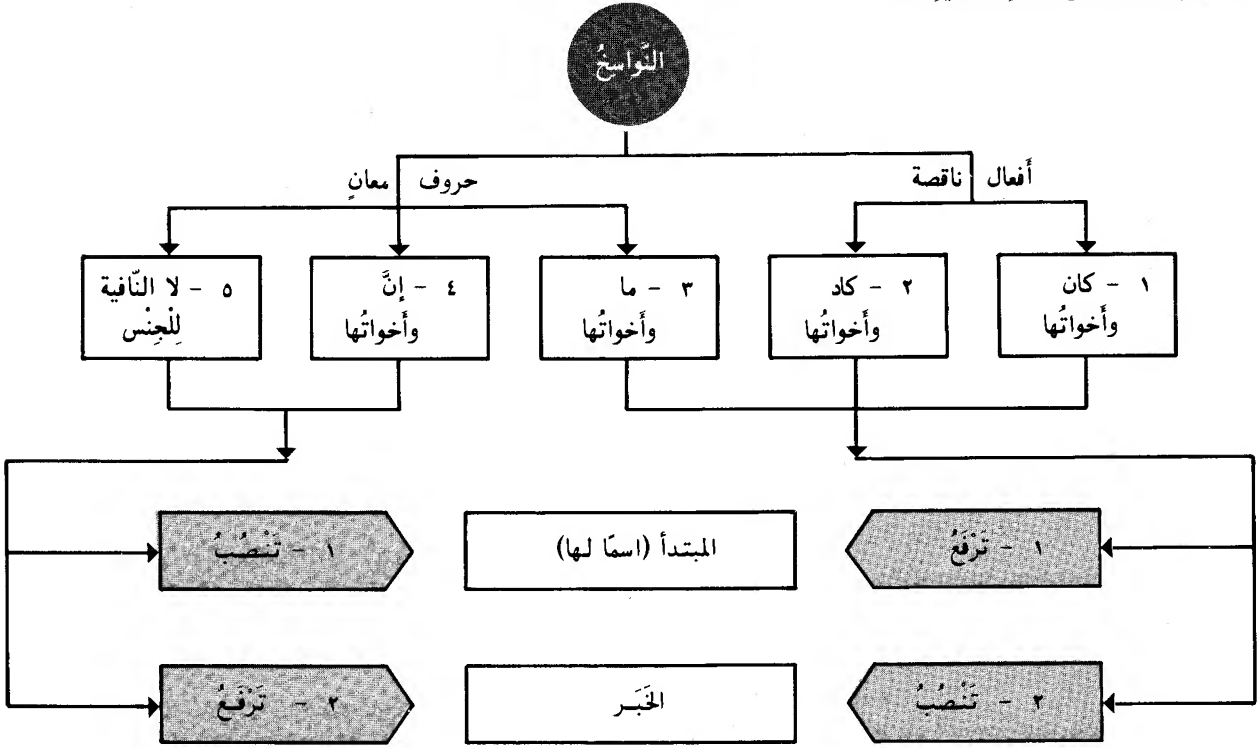 النَّواسخُ
أَفعال ناقصة
حروف معانٍ
١ - كان
وأَخواتُها
٢ - كاد
وأَخواتُها
٣ - ما
وأَخواتُها
٤ - إنَّ
وأَخواتُها
٥ - لا النّافية
لِلْجِنْس
١ - تَرْفَعُ
المبتدأ (اسمًا لها)
١ - تَنْصُبُ
٢ - تَنْصُبُ
الخَبَر
٢ - تَرْفَعُ